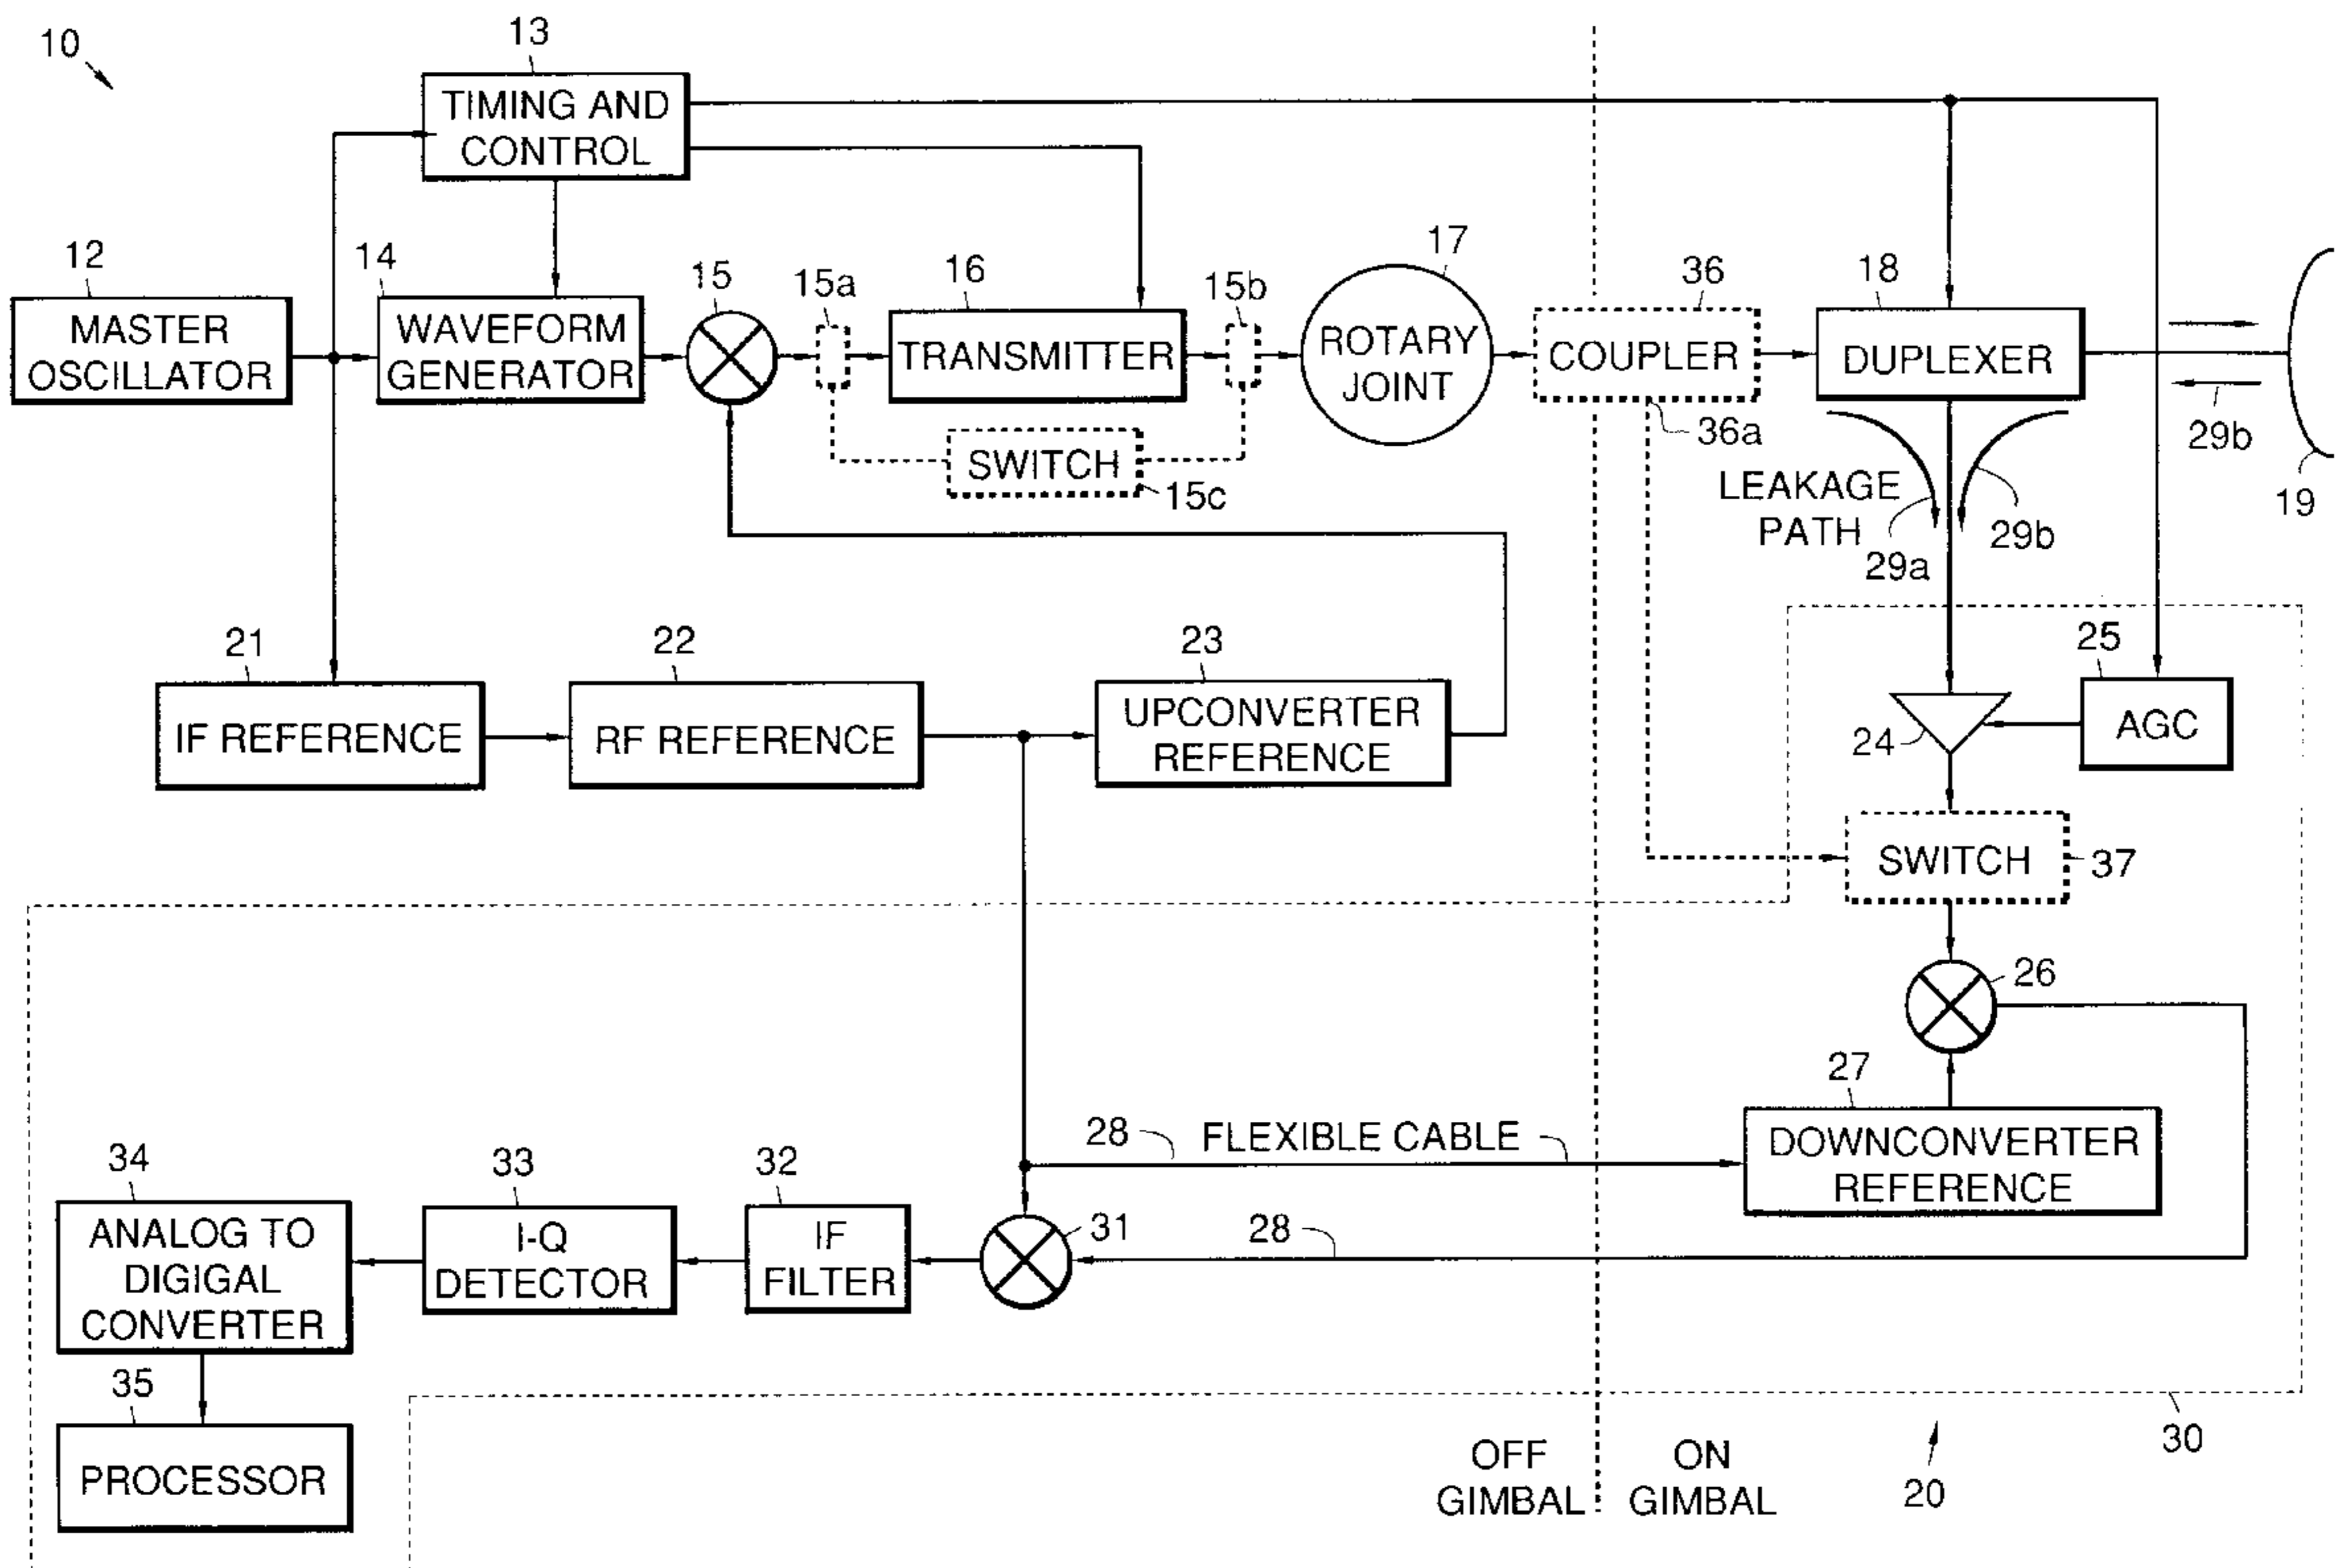 10
13
TIMING AND
CONTROL
12
MASTER
OSCILLATOR
14
WAVEFORM
GENERATOR
15
15a
16
TRANSMITTER
15b
SWITCH
15c
17
ROTARY
JOINT
36
COUPLER
36a
18
DUPLEXER
29b
19
LEAKAGE
PATH
29a
29b
21
IF REFERENCE
22
RF REFERENCE
23
UPCONVERTER
REFERENCE
24
25
AGC
SWITCH
37
26
27
DOWNCONVERTER
REFERENCE
28
FLEXIBLE CABLE
28
31
32
IF
FILTER
33
I-Q
DETECTOR
34
ANALOG TO
DIGIGAL
CONVERTER
35
PROCESSOR
OFF
GIMBAL
ON
GIMBAL
20
30